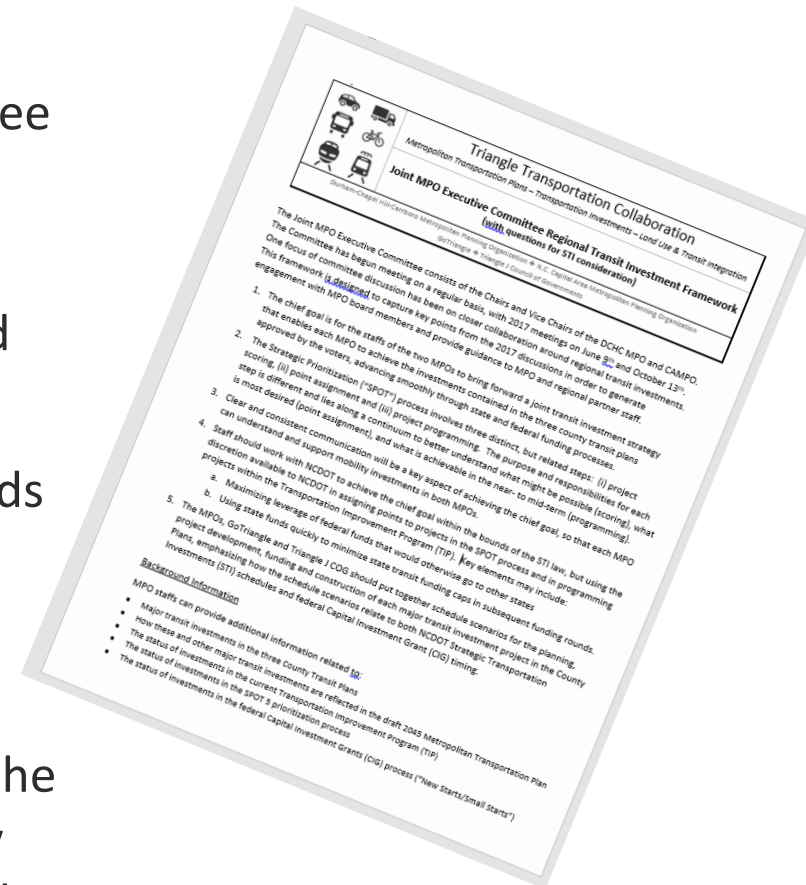 ee
d
ds
he
Triangle Transportation Collaboration
Metropolitan Transportation Plans – Transportation Investments – Land Use & Transit Integration
Joint MPO Executive Committee Regional Transit Investment Framework
(with questions for STI consideration)
Durham-Chapel Hill-Carrboro Metropolitan Planning Organization ✦ N.C. Capital Area Metropolitan Planning Organization
GoTriangle ✦ Triangle J Council of Governments
The Joint MPO Executive Committee consists of the Chairs and Vice Chairs of the DCHC MPO and CAMPO.
The Committee has begun meeting on a regular basis, with 2017 meetings on June 9th and October 13th.
One focus of committee discussion has been on closer collaboration around regional transit investments.
This framework is designed to capture key points from the 2017 discussions in order to generate
engagement with MPO board members and provide guidance to MPO and regional partner staff.
1. The chief goal is for the staffs of the two MPOs to bring forward a joint transit investment strategy
that enables each MPO to achieve the investments contained in the three county transit plans
approved by the voters, advancing smoothly through state and federal funding processes.
2. The Strategic Prioritization ("SPOT") process involves three distinct, but related steps: (i) project
scoring, (ii) point assignment and (iii) project programming. The purpose and responsibilities for each
step is different and lies along a continuum to better understand what might be possible (scoring), what
is most desired (point assignment), and what is achievable in the near- to mid-term (programming).
3. Clear and consistent communication will be a key aspect of achieving the chief goal, so that each MPO
can understand and support mobility investments in both MPOs.
4. Staff should work with NCDOT to achieve the chief goal within the bounds of the STI law, but using the
discretion available to NCDOT in assigning points to projects in the SPOT process and in programming
projects within the Transportation Improvement Program (TIP). Key elements may include:
a. Maximizing leverage of federal funds that would otherwise go to other states
b. Using state funds quickly to minimize state transit funding caps in subsequent funding rounds.
5. The MPOs, GoTriangle and Triangle J COG should put together schedule scenarios for the planning,
project development, funding and construction of each major transit investment project in the County
Plans, emphasizing how the schedule scenarios relate to both NCDOT Strategic Transportation
Investments (STI) schedules and federal Capital Investment Grant (CIG) timing.
Background Information
MPO staffs can provide additional information related to:
• Major transit investments in the three County Transit Plans
• How these and other major transit investments are reflected in the draft 2045 Metropolitan Transportation Plan
• The status of investments in the current Transportation Improvement Program (TIP)
• The status of investments in the SPOT 5 prioritization process
• The status of investments in the federal Capital Investment Grants (CIG) process ("New Starts/Small Starts")